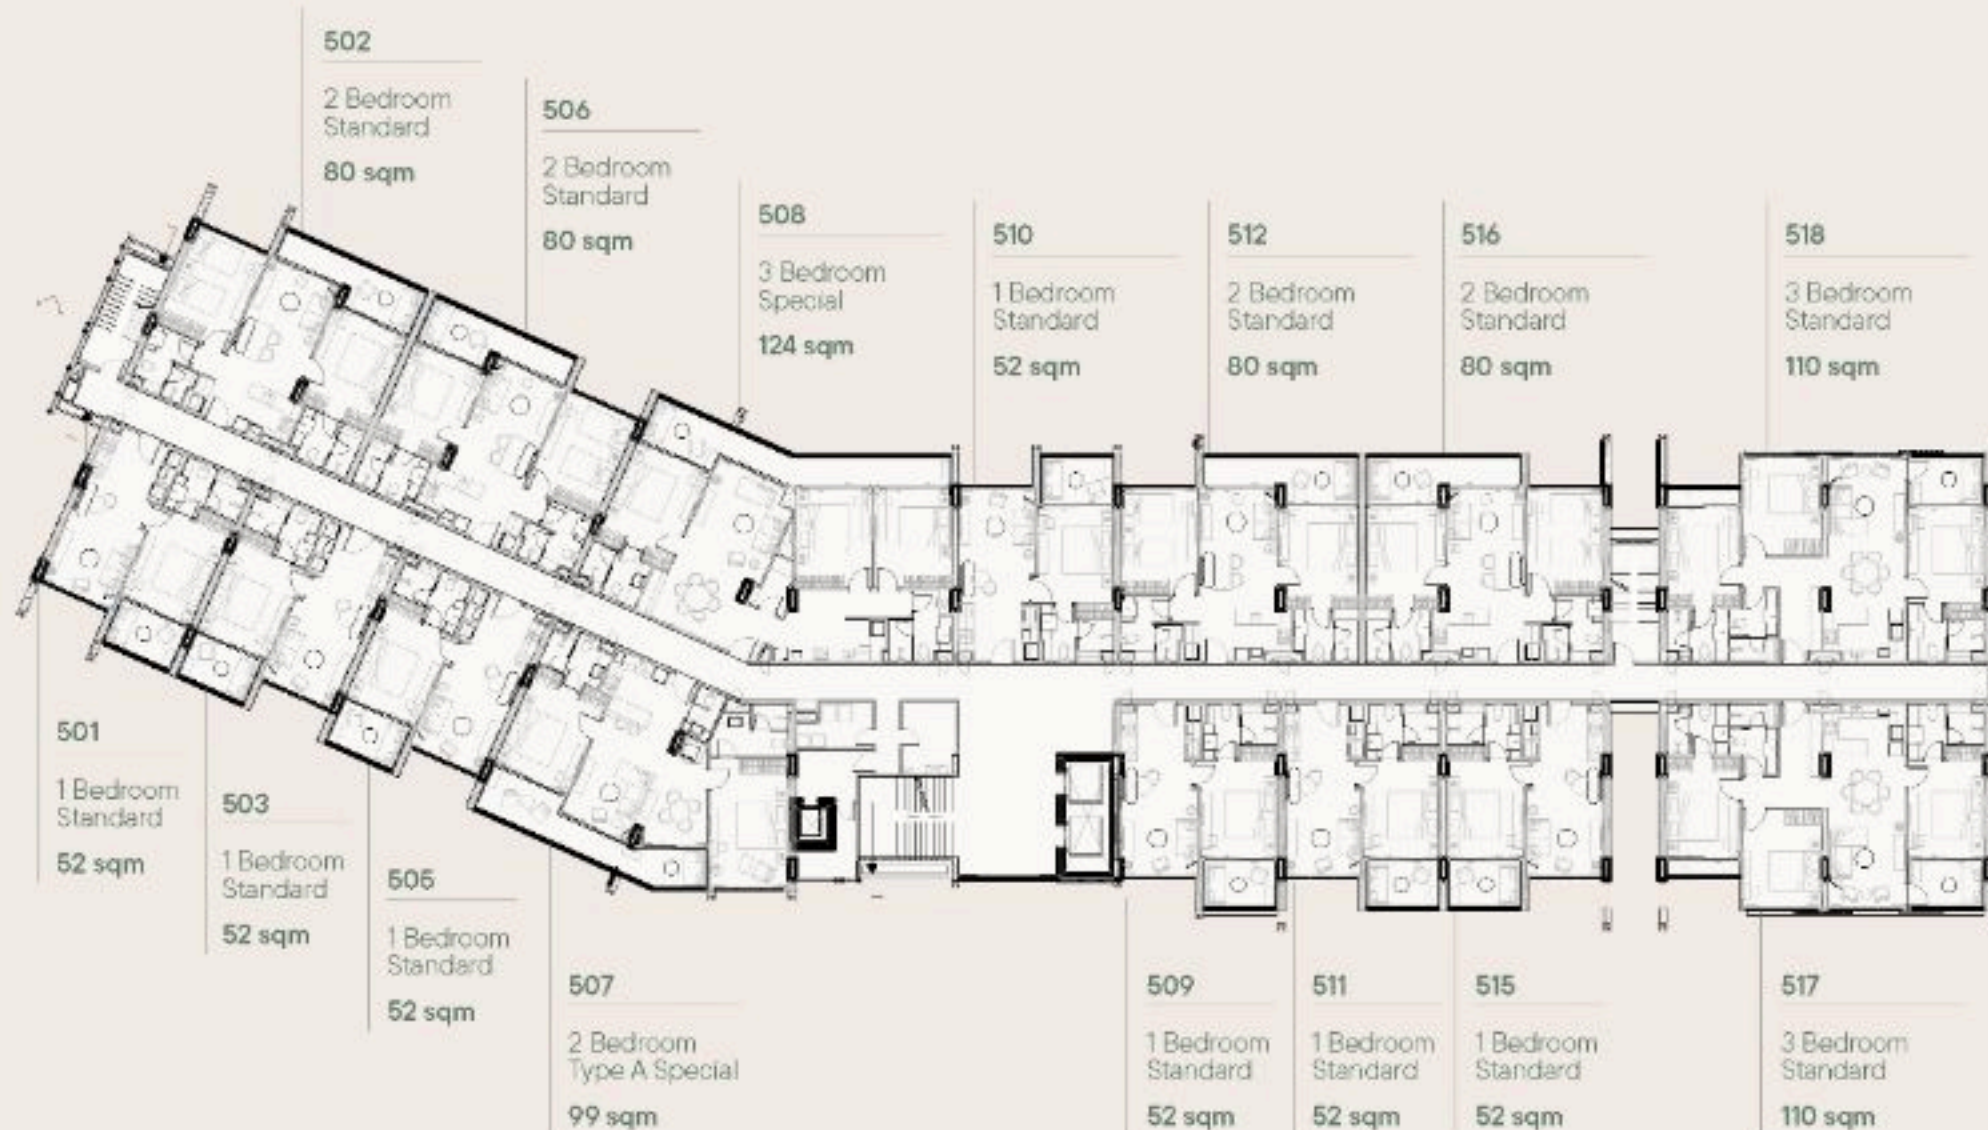 502
2 Bedroom
Standard
80 sqm
506
2 Bedroom
Standard
80 sqm
508
3 Bedroom
Special
124 sqm
510
1 Bedroom
Standard
52 sqm
512
2 Bedroom
Standard
80 sqm
516
2 Bedroom
Standard
80 sqm
518
3 Bedroom
Standard
110 sqm
501
1 Bedroom
Standard
52 sqm
503
1 Bedroom
Standard
52 sqm
505
1 Bedroom
Standard
52 sqm
507
2 Bedroom
Type A Special
99 sqm
509
1 Bedroom
Standard
52 sqm
511
1 Bedroom
Standard
52 sqm
515
1 Bedroom
Standard
52 sqm
517
3 Bedroom
Standard
110 sqm